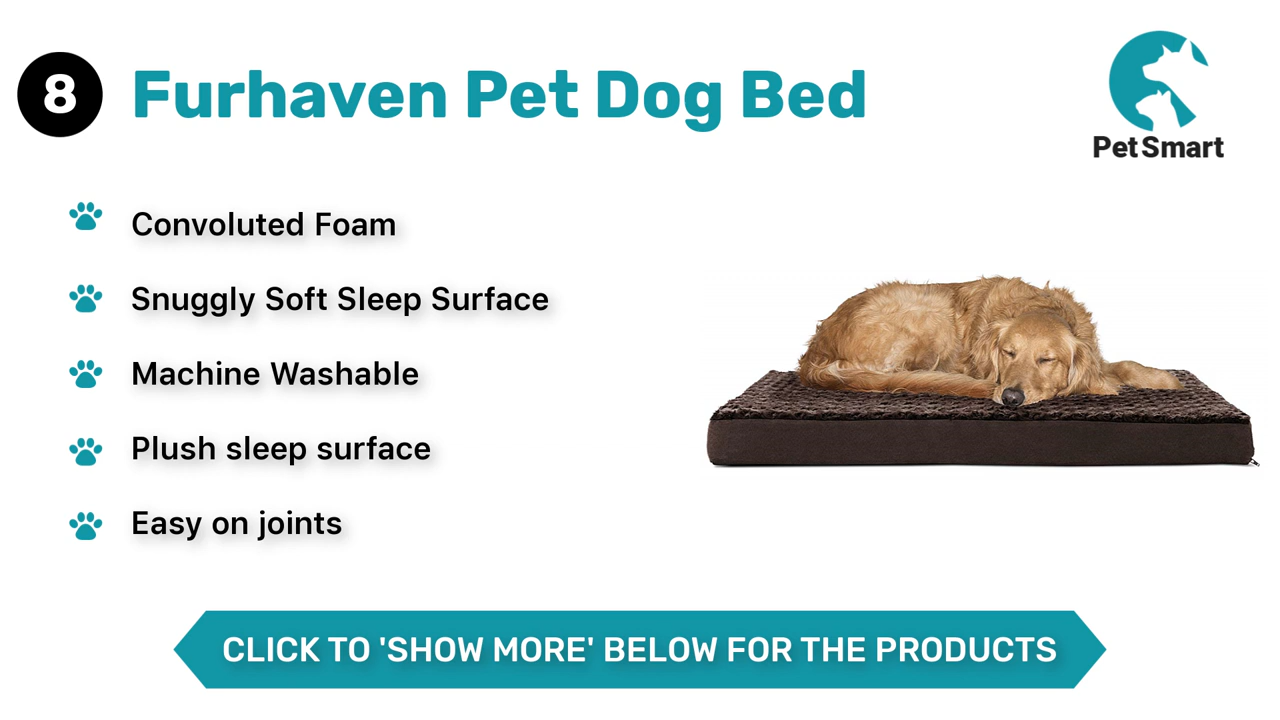 8
Furhaven Pet Dog Bed
PetSmart
Convoluted Foam
Snuggly Soft Sleep Surface
Machine Washable
Plush sleep surface
Easy on joints
CLICK TO 'SHOW MORE' BELOW FOR THE PRODUCTS